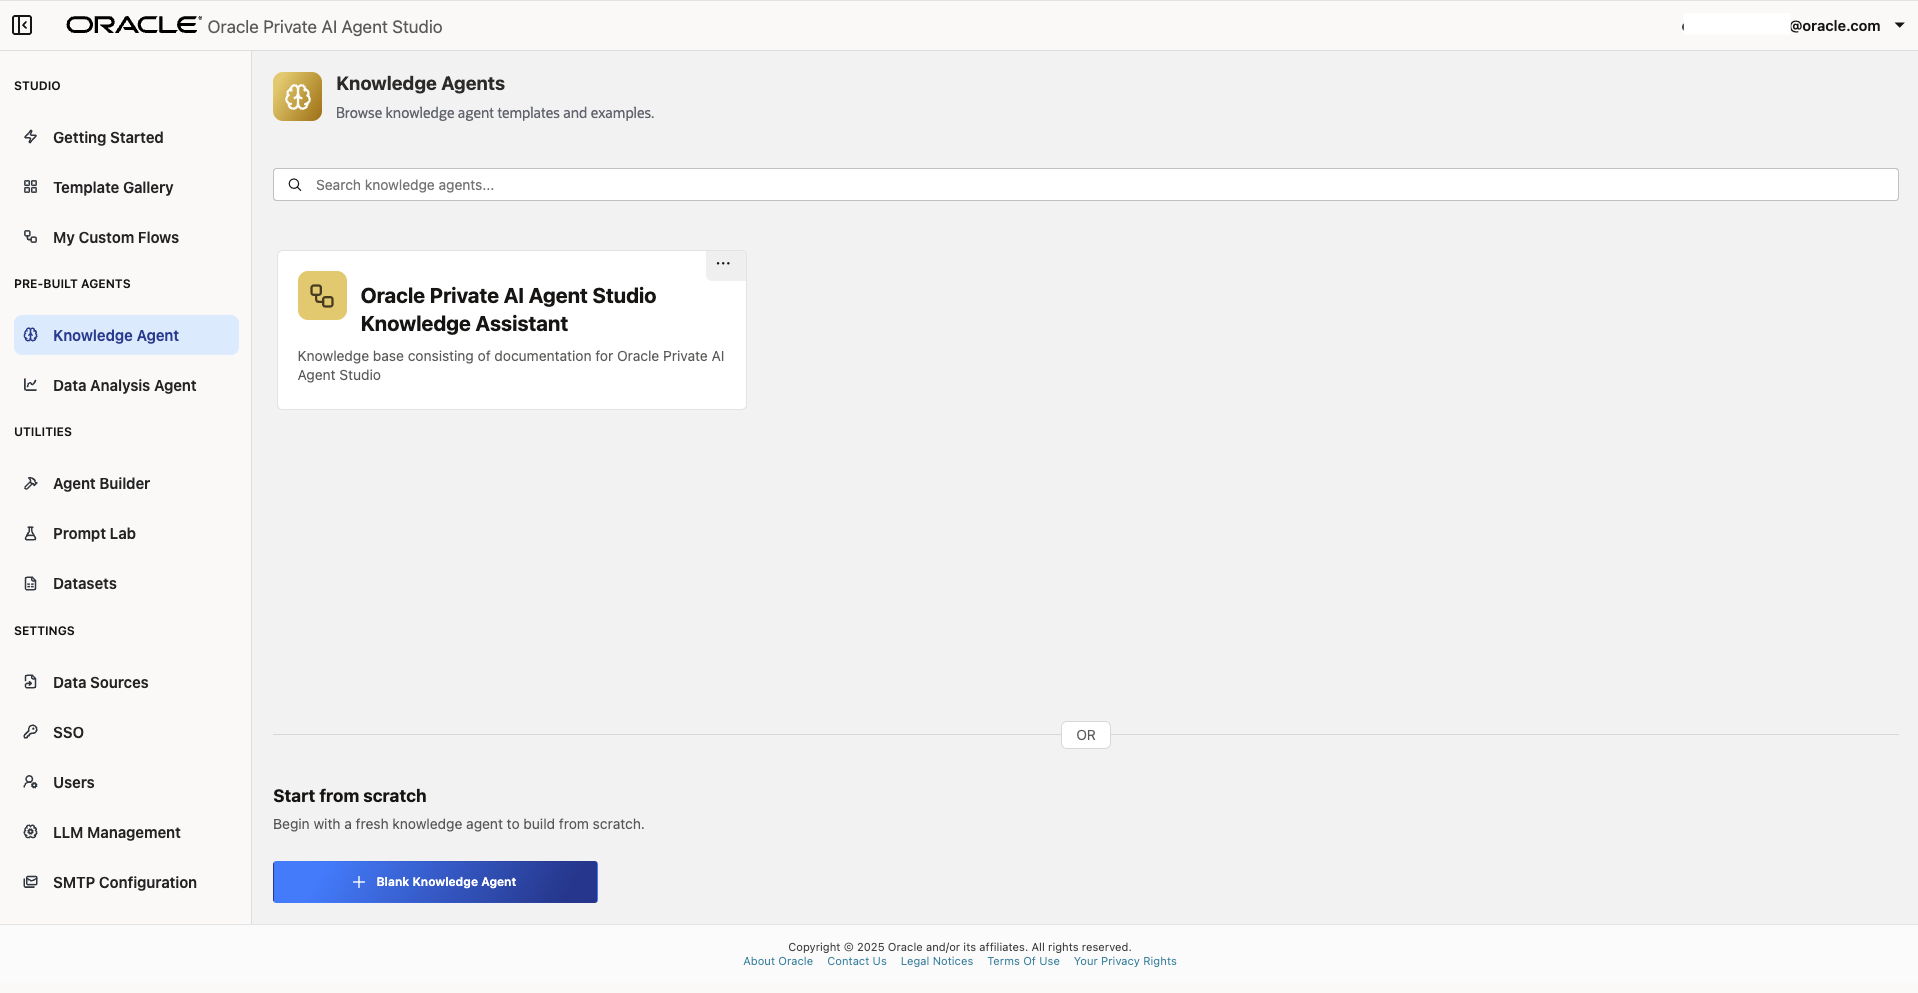 ORACLE Oracle Private AI Agent Studio
@oracle.com
STUDIO
Getting Started
Template Gallery
My Custom Flows
PRE-BUILT AGENTS
Knowledge Agent
Data Analysis Agent
UTILITIES
Agent Builder
Prompt Lab
Datasets
SETTINGS
Data Sources
SSO
Users
LLM Management
SMTP Configuration
Knowledge Agents
Browse knowledge agent templates and examples.
Search knowledge agents...
Oracle Private AI Agent Studio
Knowledge Assistant
Knowledge base consisting of documentation for Oracle Private AI
Agent Studio
OR
Start from scratch
Begin with a fresh knowledge agent to build from scratch.
Blank Knowledge Agent
Copyright © 2025 Oracle and/or its affiliates. All rights reserved.
About Oracle Contact Us Legal Notices Terms Of Use Your Privacy Rights